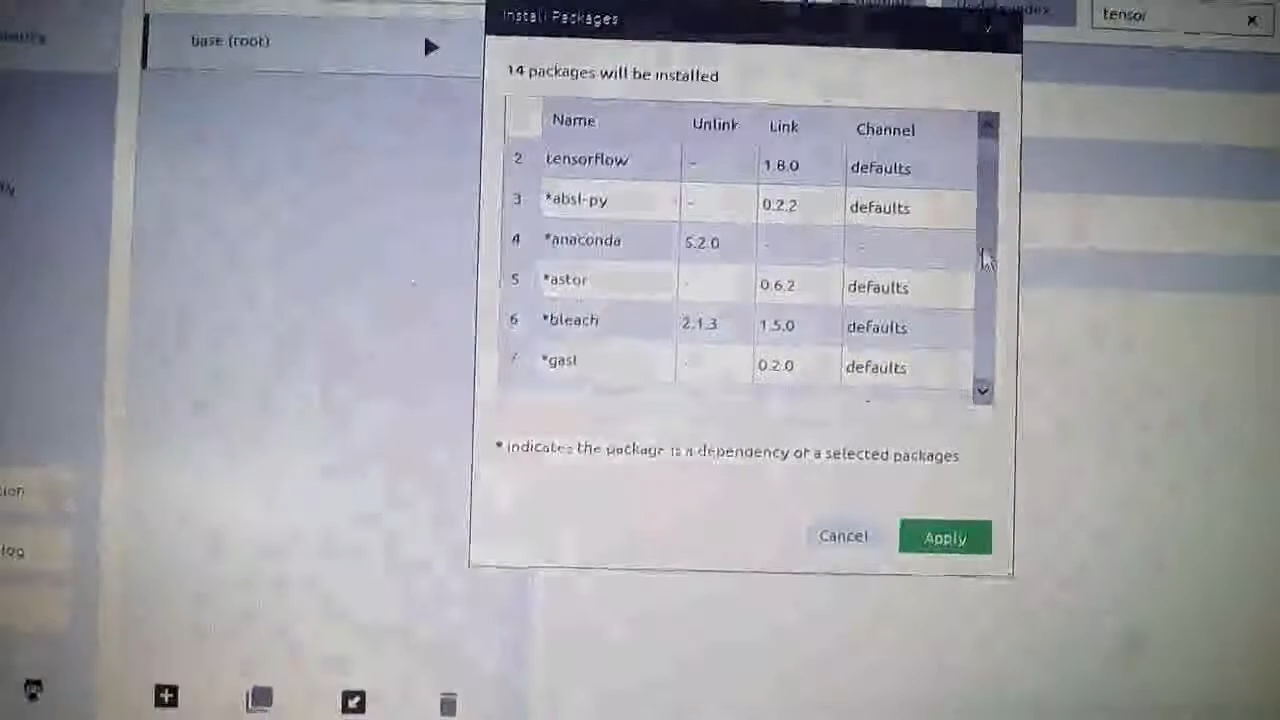 Install Packages
tensor
base (root)
14 packages will be installed
Name Unlink Link Channel
2 tensorflow - 1.8.0 defaults
3 *absl-py - 0.2.2 defaults
4 *anaconda 5.2.0 - -
5 *astor - 0.6.2 defaults
6 *bleach 2.1.3 1.5.0 defaults
7 *gast - 0.2.0 defaults
* indicates the package is a dependency of a selected packages
Cancel Apply